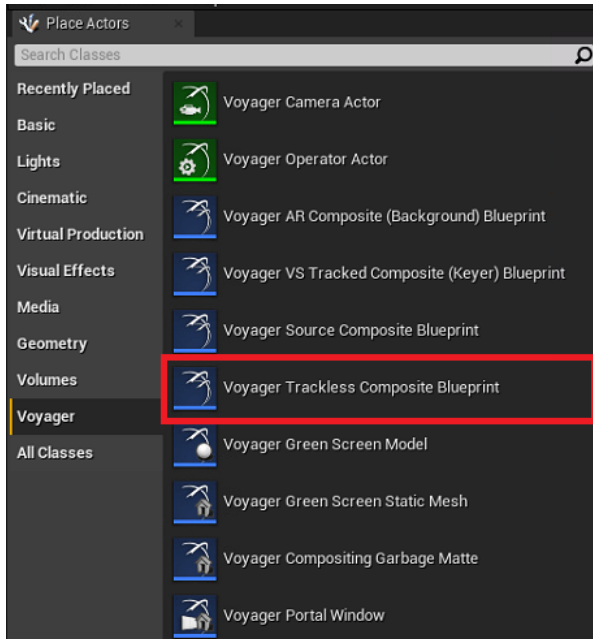 Place Actors
Search Classes
Recently Placed
Basic
Lights
Cinematic
Virtual Production
Visual Effects
Media
Geometry
Volumes
Voyager
All Classes
Voyager Camera Actor
Voyager Operator Actor
Voyager AR Composite (Background) Blueprint
Voyager VS Tracked Composite (Keyer) Blueprint
Voyager Source Composite Blueprint
Voyager Trackless Composite Blueprint
Voyager Green Screen Model
Voyager Green Screen Static Mesh
Voyager Compositing Garbage Matte
Voyager Portal Window